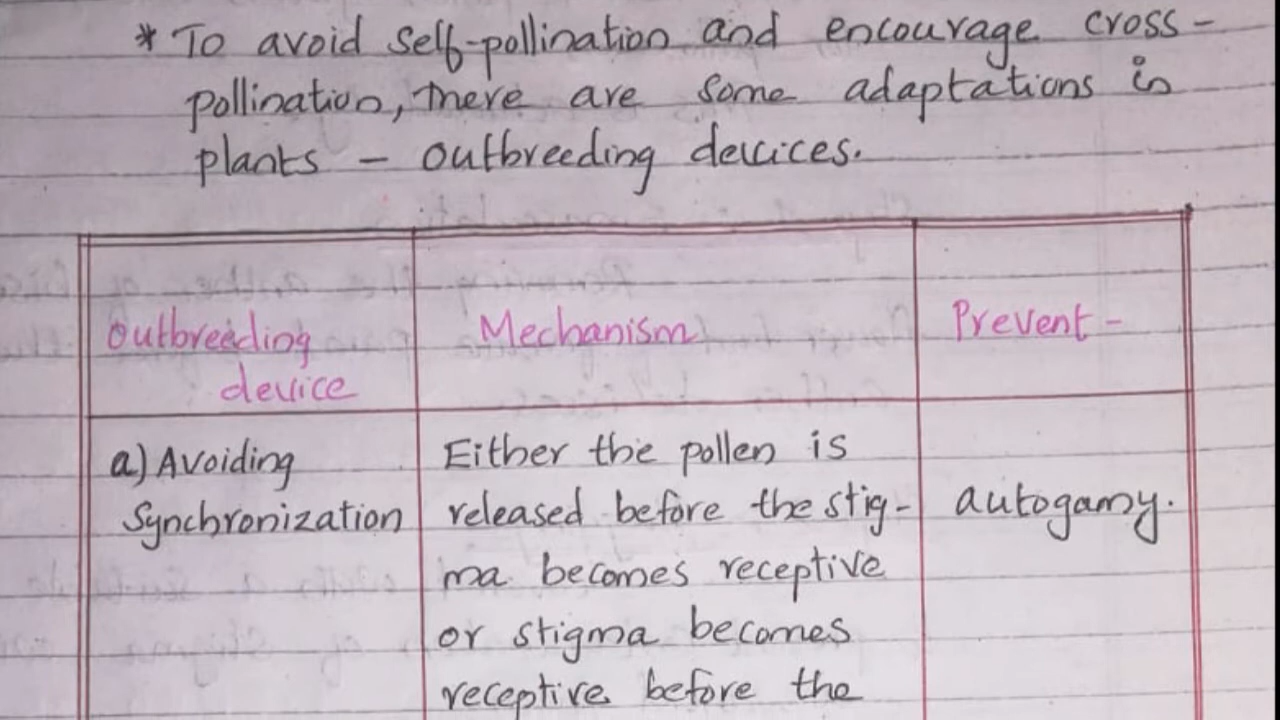 * To avoid self-pollination and encourage cross-
pollination, there are some adaptations in
plants - outbreeding devices.
Outbreeding device
Mechanism
Prevent -
a) Avoiding
Synchronization
Either the pollen is
released before the stig-
ma becomes receptive
or stigma becomes
receptive before the
autogamy.